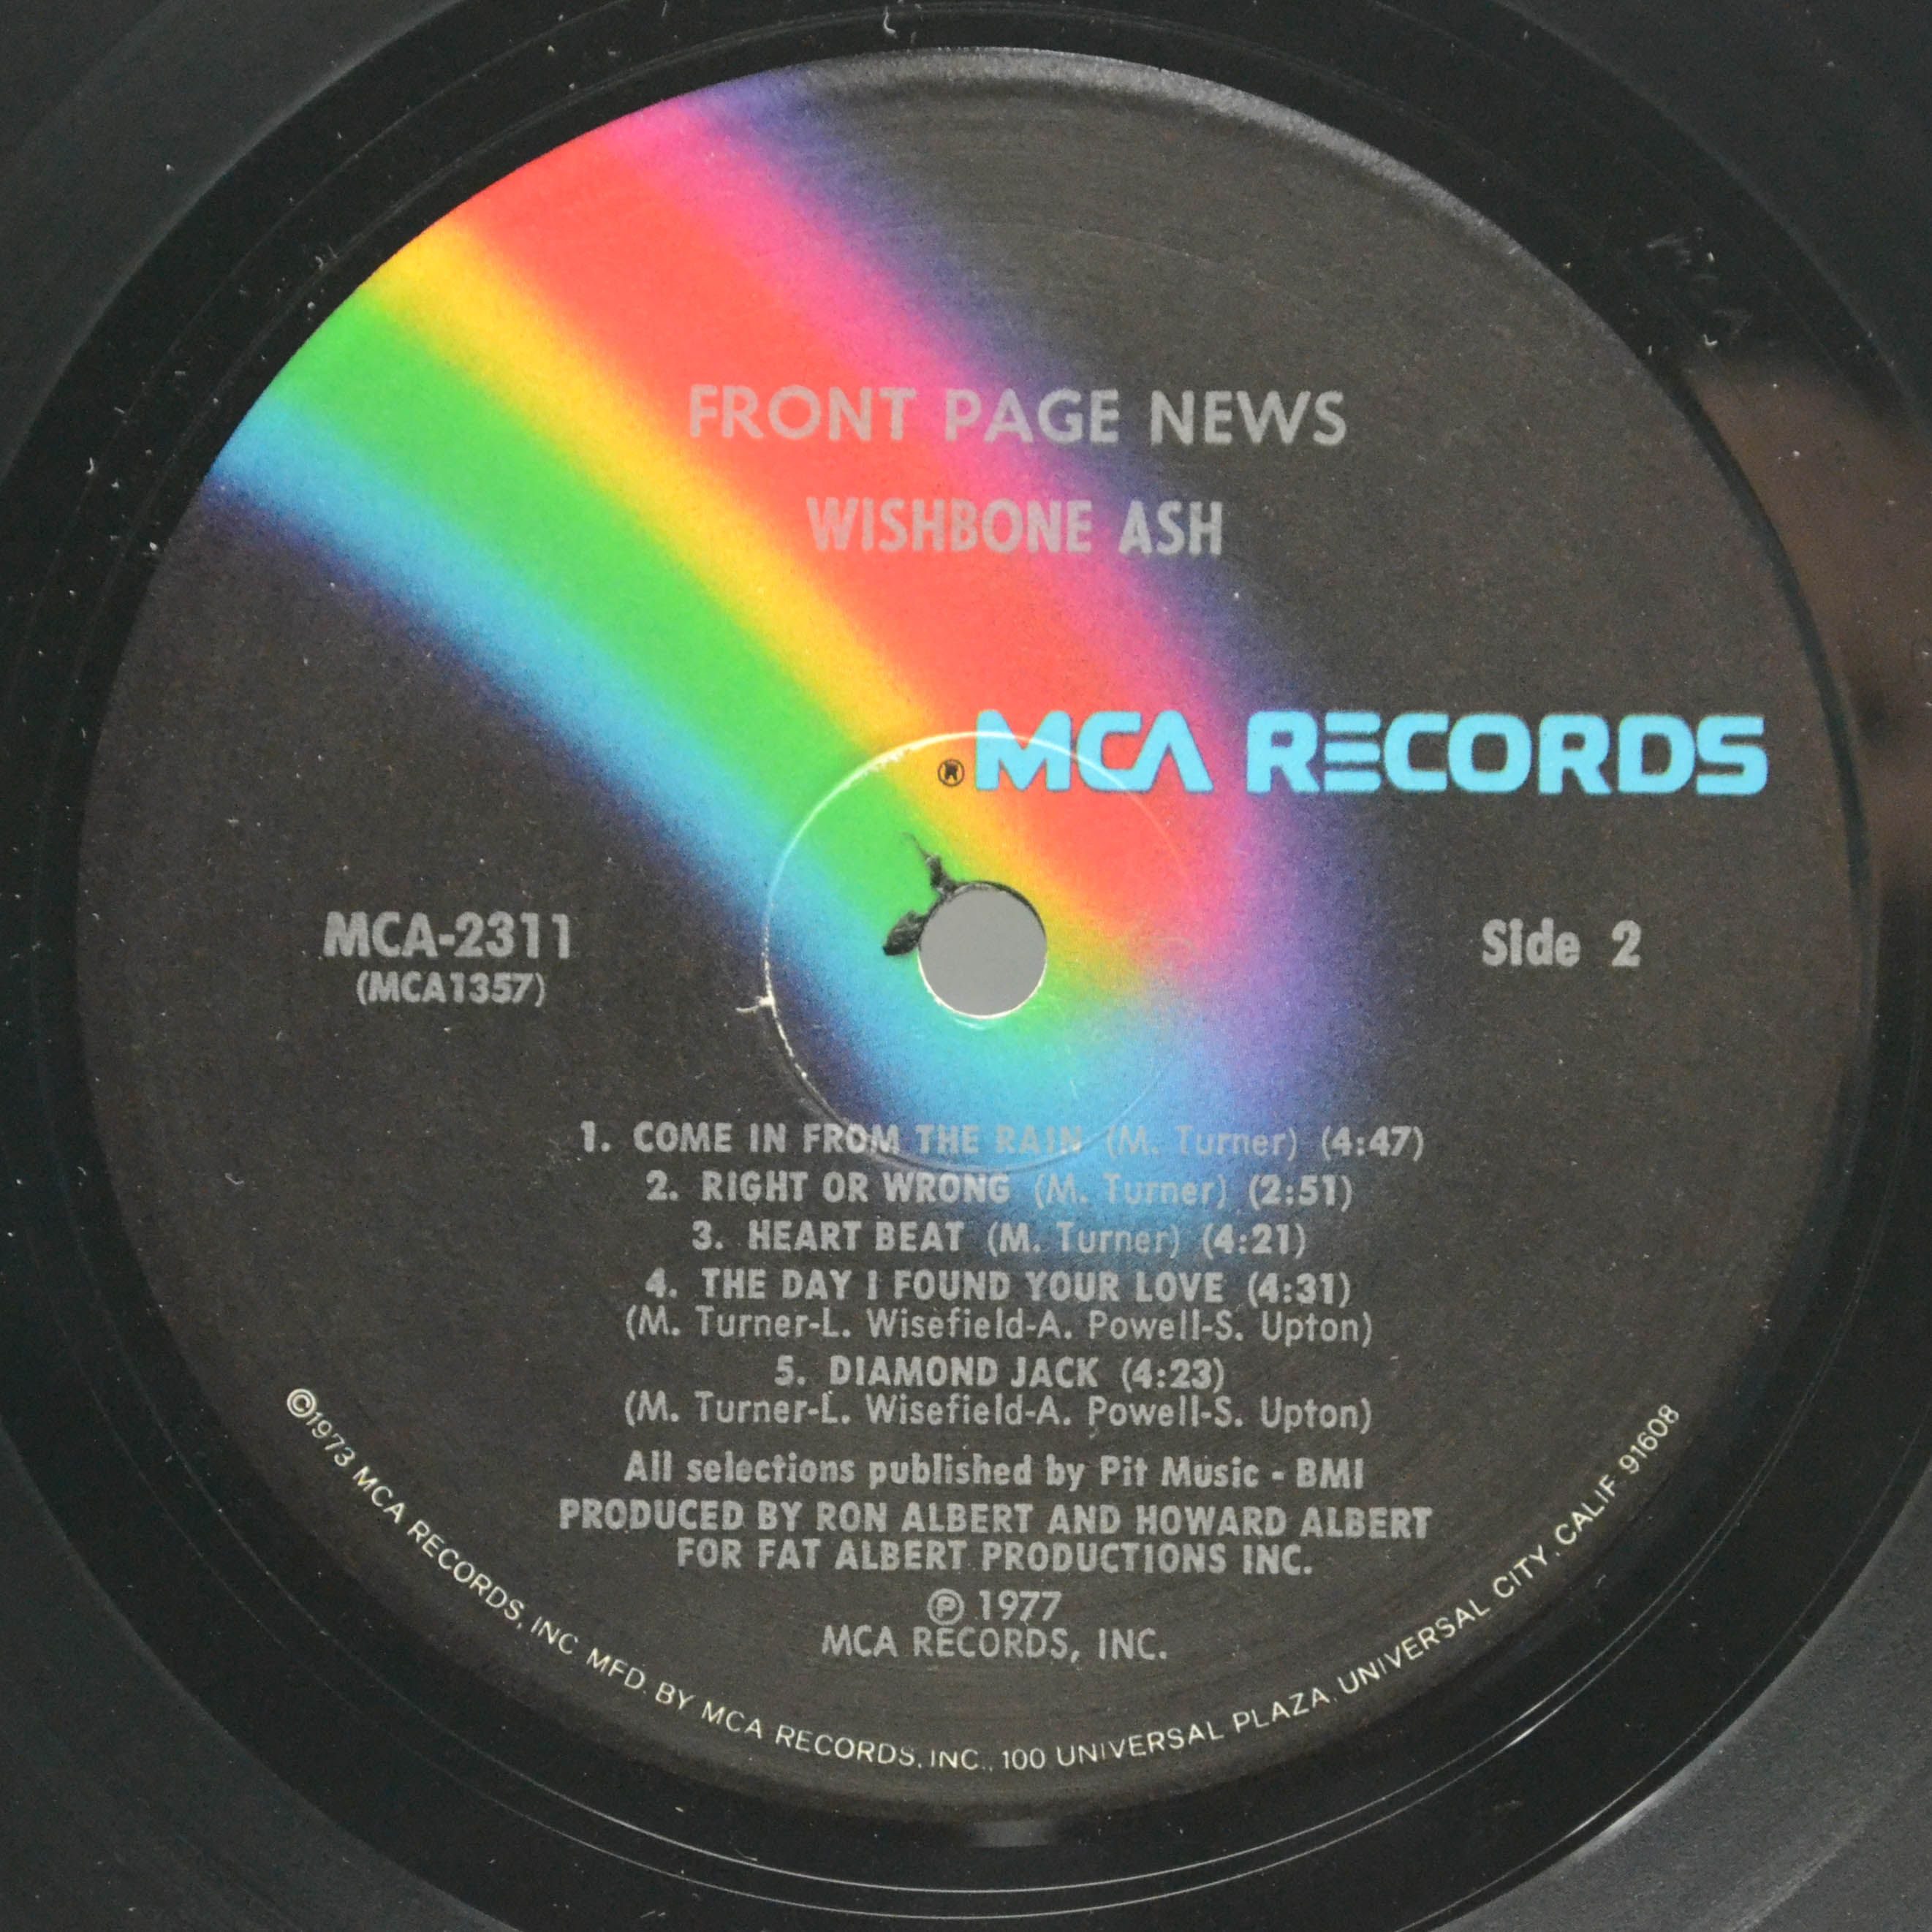 FRONT PAGE NEWS
WISHBONE ASH
® MCA RECORDS
MCA-2311
(MCA1357)
Side 2
1. COME IN FROM THE RAIN (M. Turner) (4:47)
2. RIGHT OR WRONG (M. Turner) (2:51)
3. HEART BEAT (M. Turner) (4:21)
4. THE DAY I FOUND YOUR LOVE (4:31)
(M. Turner-L. Wisefield-A. Powell-S. Upton)
5. DIAMOND JACK (4:23)
(M. Turner-L. Wisefield-A. Powell-S. Upton)
All selections published by Pit Music - BMI
PRODUCED BY RON ALBERT AND HOWARD ALBERT
FOR FAT ALBERT PRODUCTIONS INC.
℗ 1977
MCA RECORDS, INC.
©1973 MCA RECORDS, INC. MFD. BY MCA RECORDS, INC., 100 UNIVERSAL PLAZA, UNIVERSAL CITY, CALIF. 91608